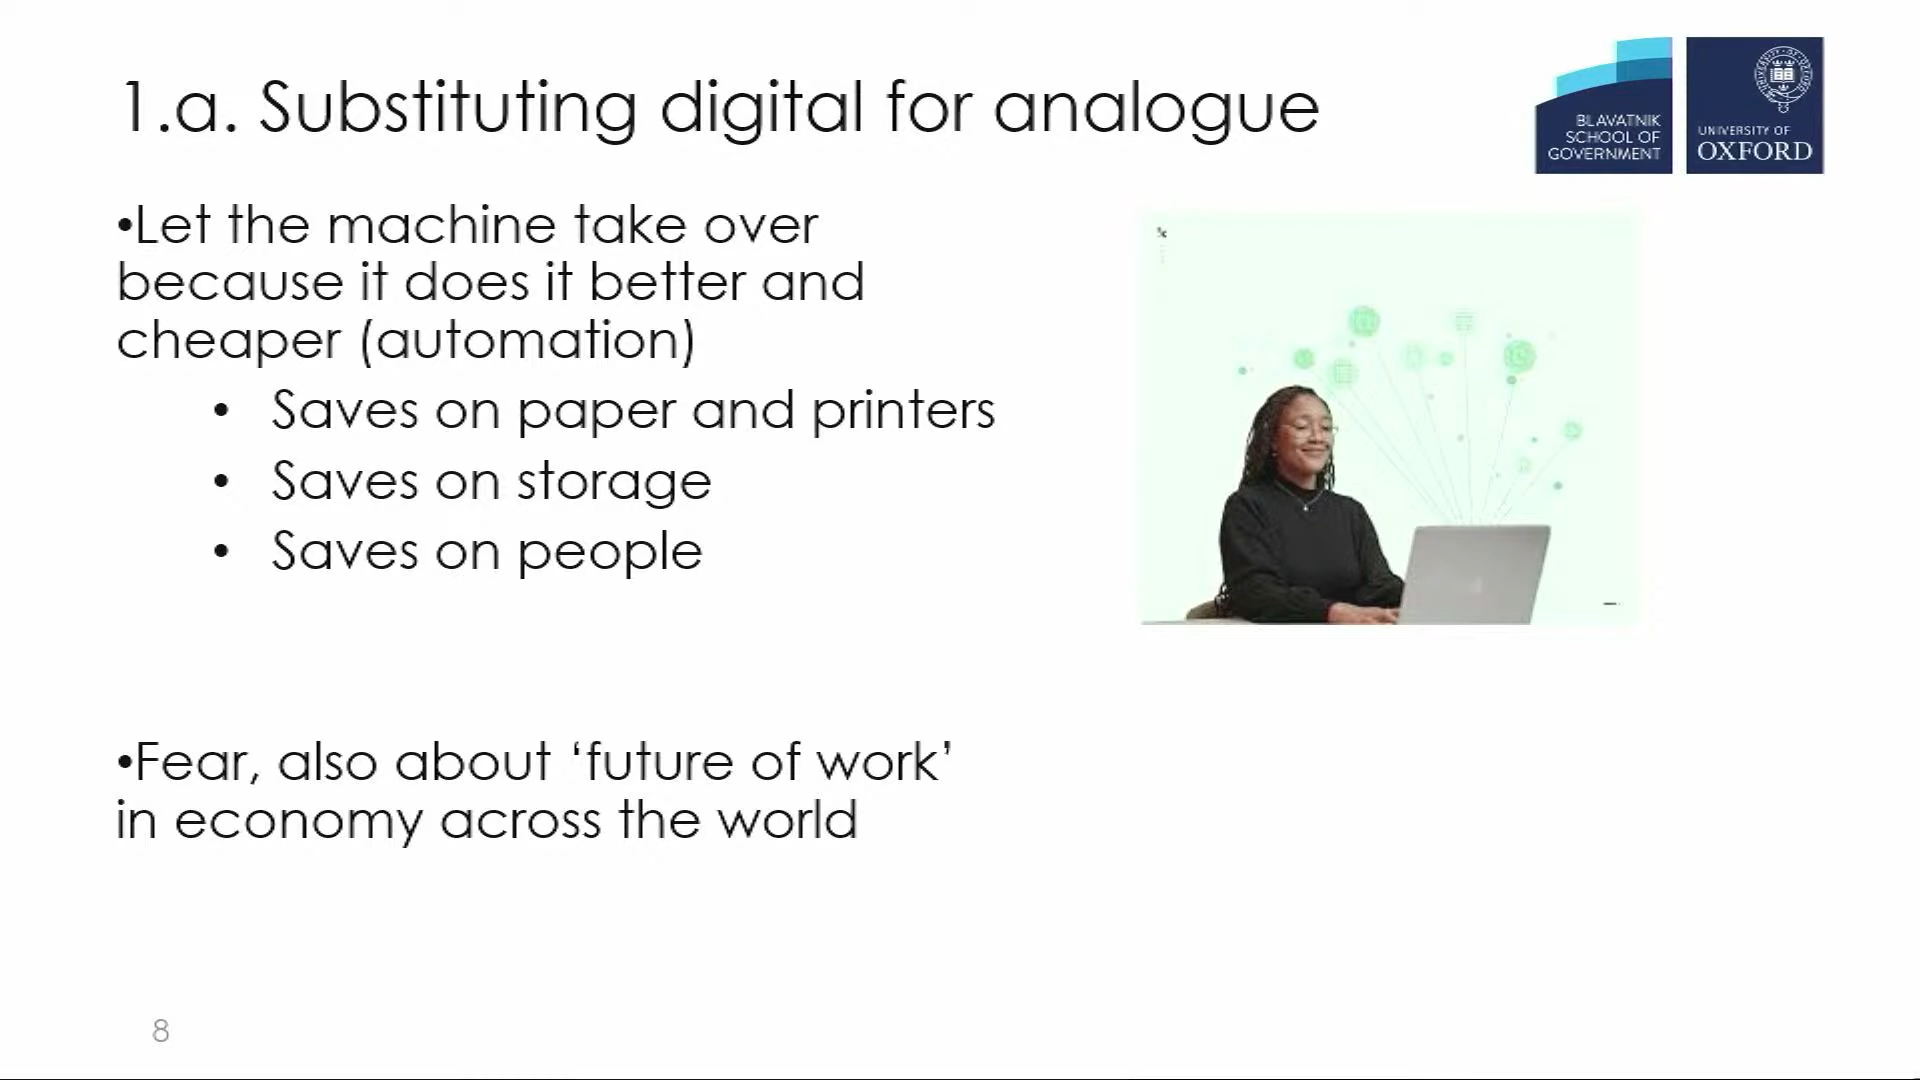 1.a. Substituting digital for analogue
BLAVATNIK
SCHOOL OF
GOVERNMENT
UNIVERSITY OF
OXFORD
•Let the machine take over
because it does it better and
cheaper (automation)
• Saves on paper and printers
• Saves on storage
• Saves on people
•Fear, also about ‘future of work’
in economy across the world
8